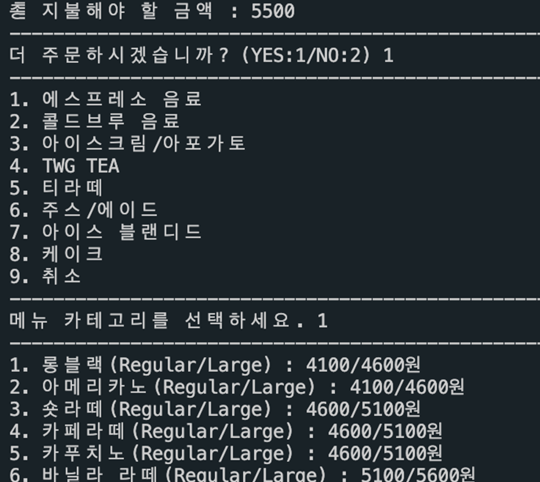 총 지불해야 할 금액 : 5500
더 주문하시겠습니까? (YES:1/NO:2) 1
1. 에스프레소 음료
2. 콜드브루 음료
3. 아이스크림/아포가토
4. TWG TEA
5. 티라떼
6. 주스/에이드
7. 아이스 블랜디드
8. 케이크
9. 취소
메뉴 카테고리를 선택하세요. 1
1. 롱블랙(Regular/Large) : 4100/4600원
2. 아메리카노(Regular/Large) : 4100/4600원
3. 숏라떼(Regular/Large) : 4600/5100원
4. 카페라떼(Regular/Large) : 4600/5100원
5. 카푸치노(Regular/Large) : 4600/5100원
6. 바닐라 라떼(Regular/Large) : 5100/5600원